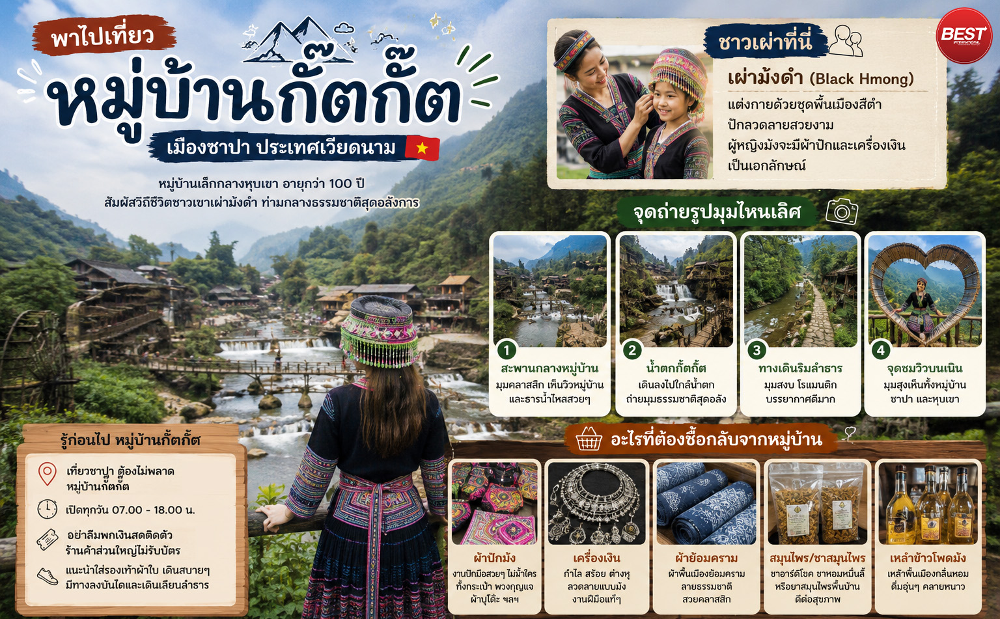 พาไปเที่ยว
หมู่บ้านกั๊ตกั๊ต
เมืองซาปา ประเทศเวียดนาม
หมู่บ้านเล็กกลางหุบเขา อายุกว่า 100 ปี
สัมผัสวิถีชีวิตชาวเขาเผ่าม้งดำ ท่ามกลางธรรมชาติสุดอลังการ
BEST
INTERNATIONAL
ชาวเผ่าที่นี่
เผ่าม้งดำ (Black Hmong)
แต่งกายด้วยชุดพื้นเมืองสีดำ
ปักลวดลายสวยงาม
ผู้หญิงม้งจะมีผ้าปักและเครื่องเงิน
เป็นเอกลักษณ์
จุดถ่ายรูปมุมไหนเลิศ
1
สะพานกลางหมู่บ้าน
มุมคลาสสิก เห็นวิวหมู่บ้าน
และธารน้ำไหลสวยๆ
2
น้ำตกกั้ตกั้ต
เดินลงไปใกล้น้ำตก
ถ่ายมุมธรรมชาติสุดอลัง
3
ทางเดินริมลำธาร
มุมสงบ โรแมนติก
บรรยากาศดีมาก
4
จุดชมวิวบนเนิน
มุมสูงเห็นทั้งหมู่บ้าน
ซาปา และหุบเขา
รู้ก่อนไป หมู่บ้านกั๊ตกั๊ต
เที่ยวซาปา ต้องไม่พลาด
หมู่บ้านกั๊ตกั๊ต
เปิดทุกวัน 07.00 - 18.00 น.
อย่าลืมพกเงินสดติดตัว
ร้านค้าส่วนใหญ่ไม่รับบัตร
แนะนำใส่รองเท้าผ้าใบ เดินสบายๆ
มีทางลงบันไดและเดินเลียบลำธาร
อะไรที่ต้องซื้อกลับจากหมู่บ้าน
ผ้าปักม้ง
งานปักมือสวยๆ ไม่ซ้ำใคร
ทั้งกระเป๋า พวงกุญแจ
ผ้าปูโต๊ะ ฯลฯ
เครื่องเงิน
กำไล สร้อย ต่างหู
ลวดลายแบบม้ง
งานฝีมือแท้ๆ
ผ้าย้อมคราม
ผ้าพื้นเมืองย้อมคราม
ลายธรรมชาติ
สวยคลาสสิก
สมุนไพร/ชาสมุนไพร
ชาอาร์ติโชค ชาหอมหมื่นลี้
หรือยาสมุนไพรพื้นบ้าน
ดีต่อสุขภาพ
เหล้าข้าวโพดม้ง
เหล้าพื้นเมืองกลิ่นหอม
ดื่มอุ่นๆ คลายหนาว